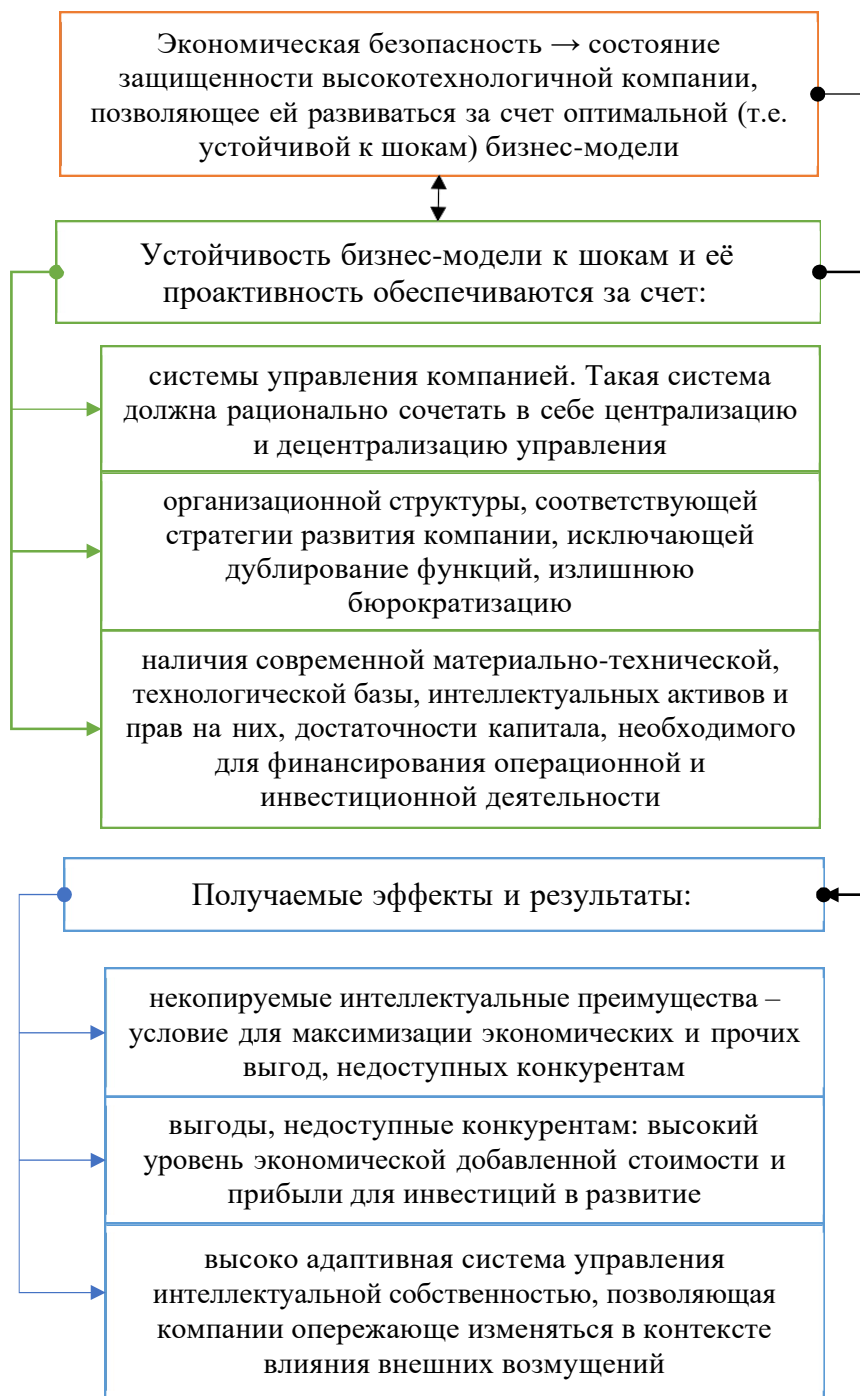 Экономическая безопасность → состояние
защищенности высокотехнологичной компании,
позволяющее ей развиваться за счет оптимальной (т.е.
устойчивой к шокам) бизнес-модели
Устойчивость бизнес-модели к шокам и её
проактивность обеспечиваются за счет:
системы управления компанией. Такая система
должна рационально сочетать в себе централизацию
и децентрализацию управления
организационной структуры, соответствующей
стратегии развития компании, исключающей
дублирование функций, излишнюю
бюрократизацию
наличия современной материально-технической,
технологической базы, интеллектуальных активов и
прав на них, достаточности капитала, необходимого
для финансирования операционной и
инвестиционной деятельности
Получаемые эффекты и результаты:
некопируемые интеллектуальные преимущества –
условие для максимизации экономических и прочих
выгод, недоступных конкурентам
выгоды, недоступные конкурентам: высокий
уровень экономической добавленной стоимости и
прибыли для инвестиций в развитие
высоко адаптивная система управления
интеллектуальной собственностью, позволяющая
компании опережающе изменяться в контексте
влияния внешних возмущений